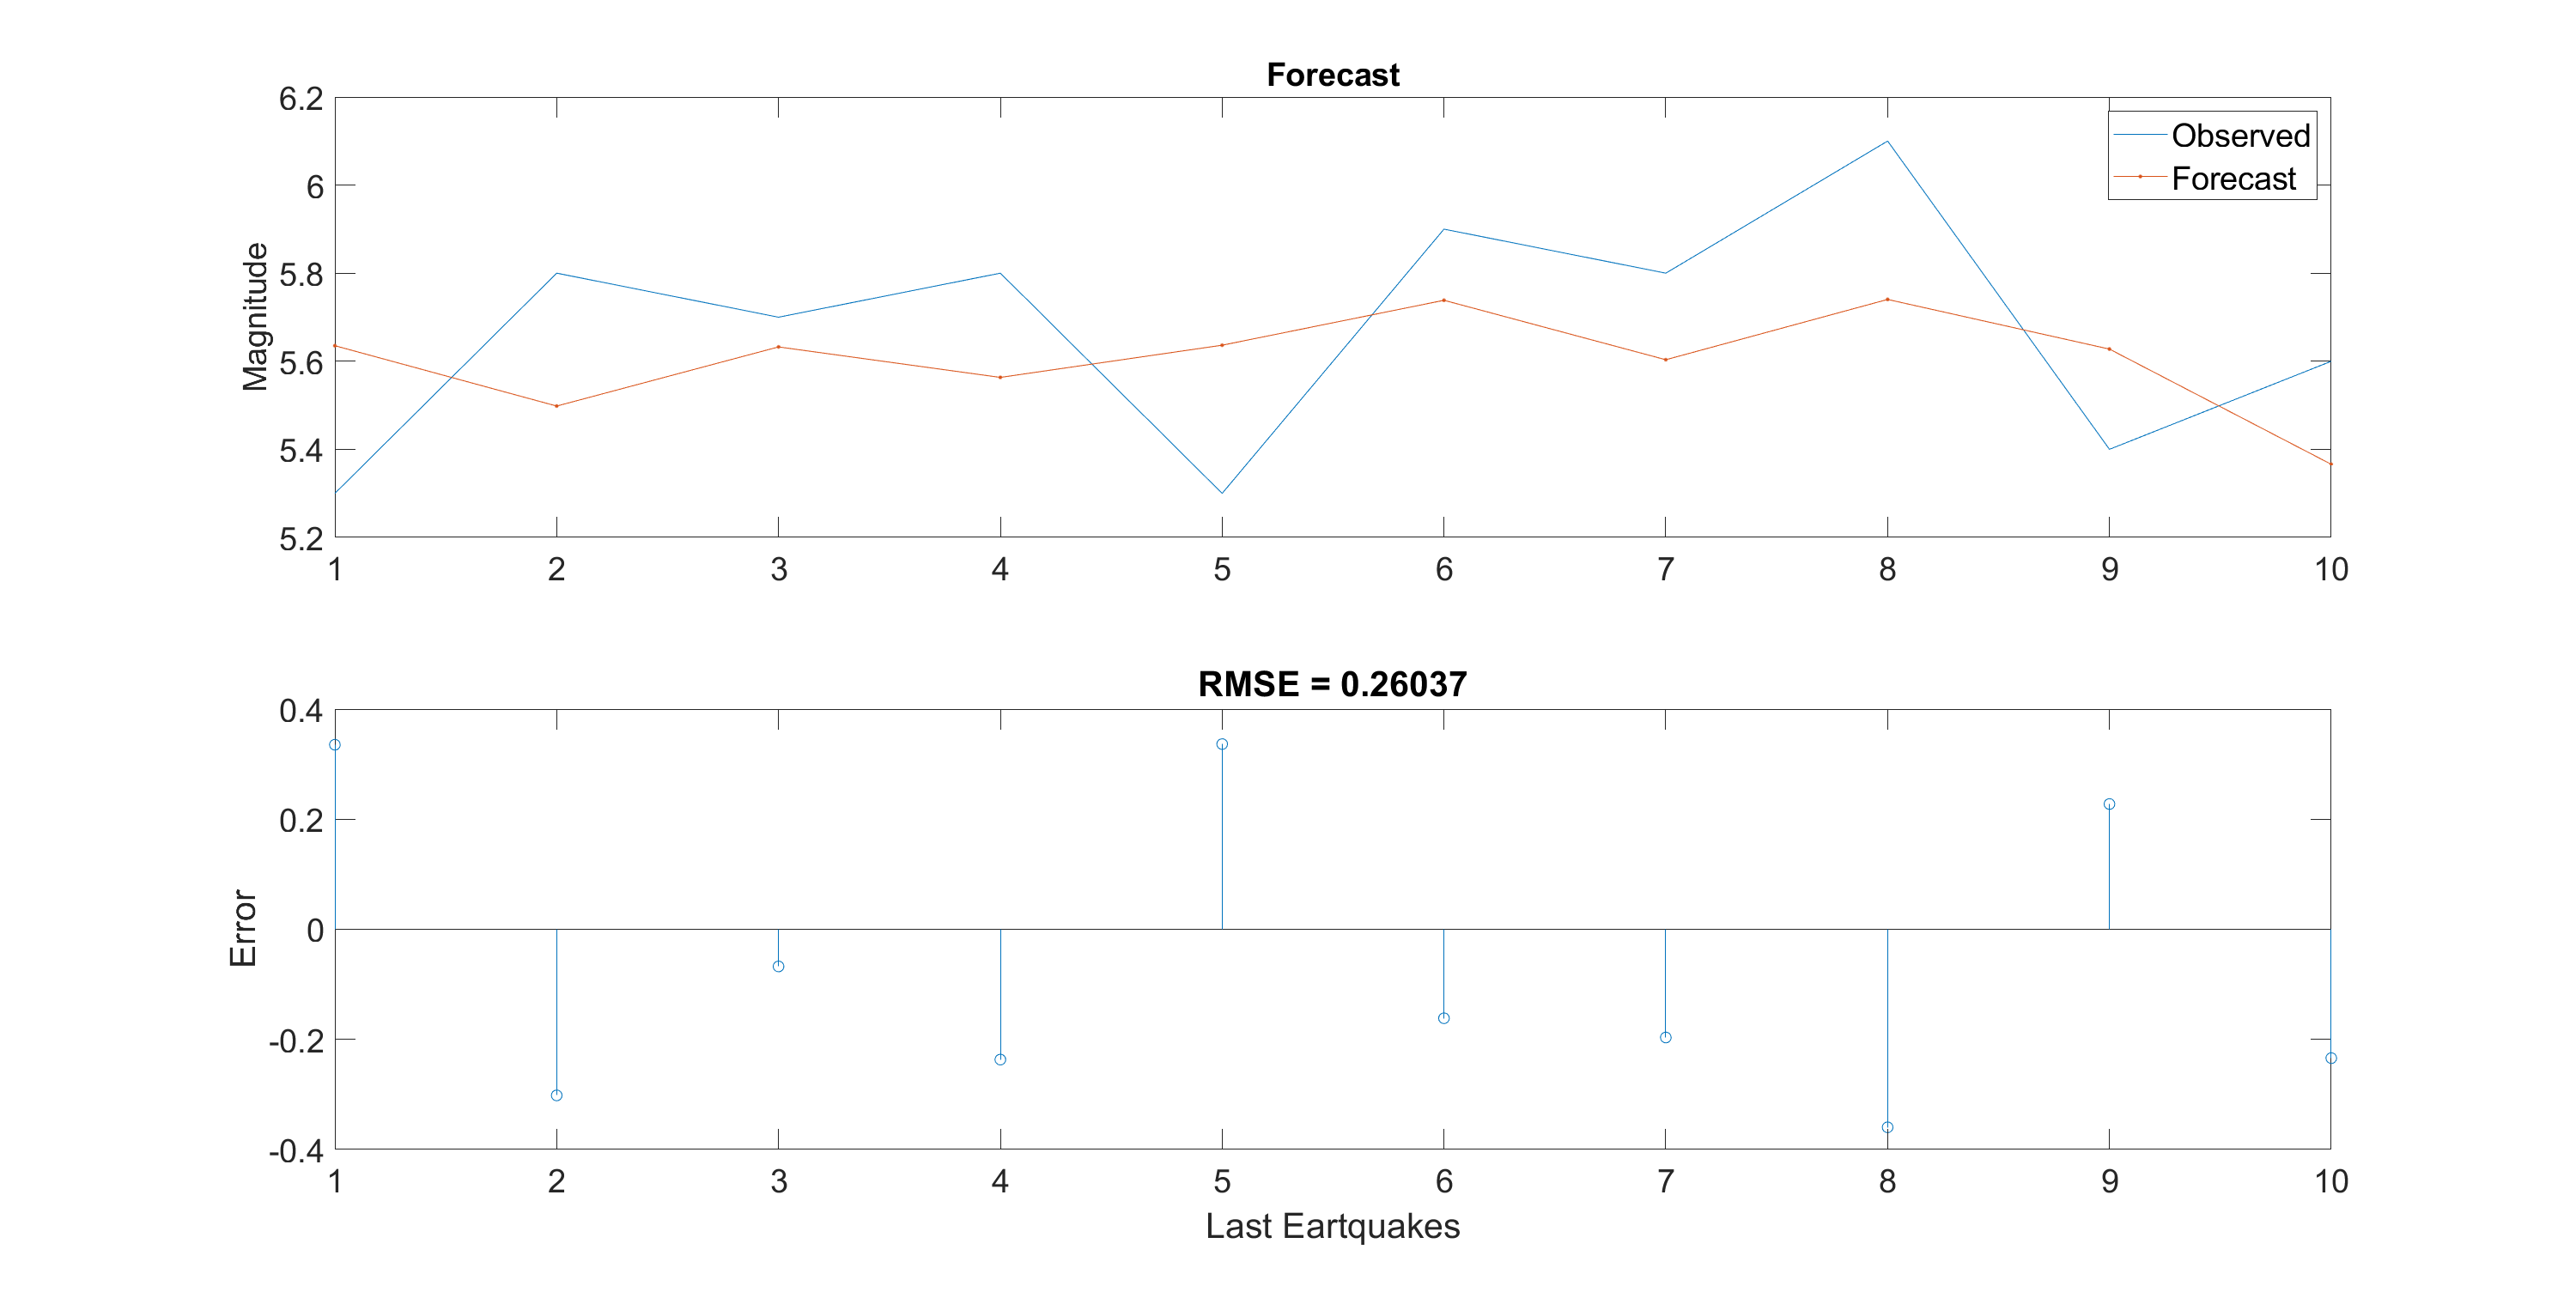 Forecast
6.2
6
5.8
5.6
5.4
5.2
Magnitude
Observed
Forecast
1 2 3 4 5 6 7 8 9 10
RMSE = 0.26037
0.4
0.2
0
-0.2
-0.4
Error
1 2 3 4 5 6 7 8 9 10
Last Eartquakes